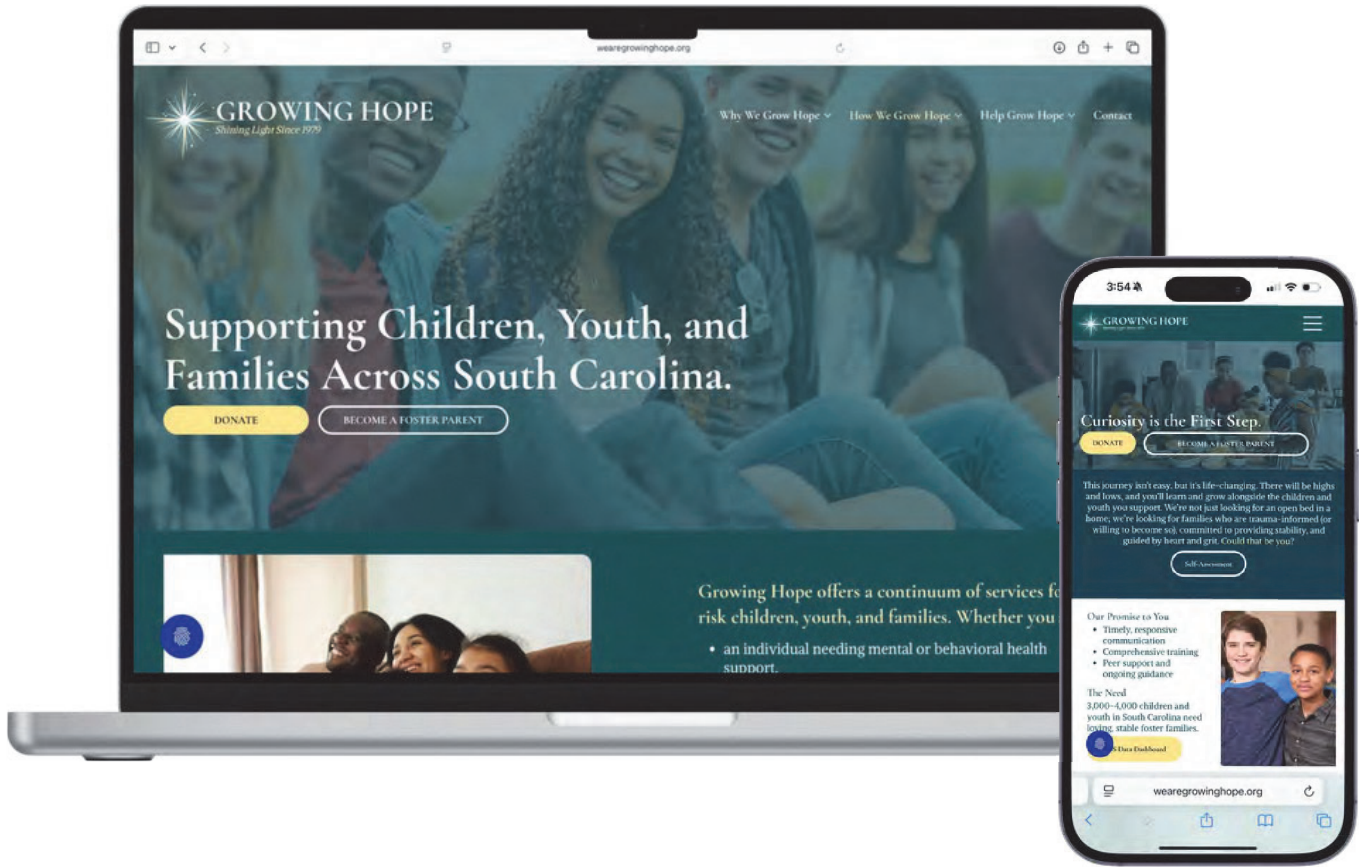 wearegrowinghope.org
GROWING HOPE
Shining Light Since 1979
Why We Grow Hope
How We Grow Hope
Help Grow Hope
Contact
Supporting Children, Youth, and
Families Across South Carolina.
DONATE
BECOME A FOSTER PARENT
Growing Hope offers a continuum of services
risk children, youth, and families. Whether you
• an individual needing mental or behavioral health
support.
3:54
GROWING HOPE
Curiosity is the First Step.
DONATE
BECOME A FOSTER PARENT
This journey isn't easy, but it's life-changing. There will be highs
and lows, and you'll learn and grow alongside the children and
youth you support. We're not just looking for an open bed in a
home; we're looking for families who are trauma-informed (or
willing to become so), committed to providing stability, and
guided by heart and grit. Could that be you?
Self-Assessment
Our Promise to You
• Timely, responsive
communication
• Comprehensive training
• Peer support and
ongoing guidance
The Need
3,000–4,000 children and
youth in South Carolina need
loving, stable foster families.
Data Dashboard
wearegrowinghope.org